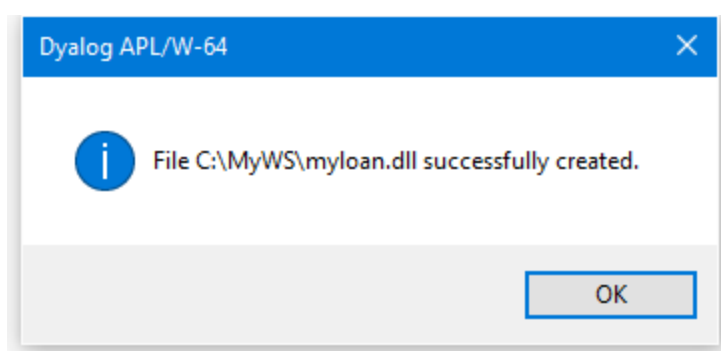 Dyalog APL/W-64
File C:\MyWS\myloan.dll successfully created.
OK